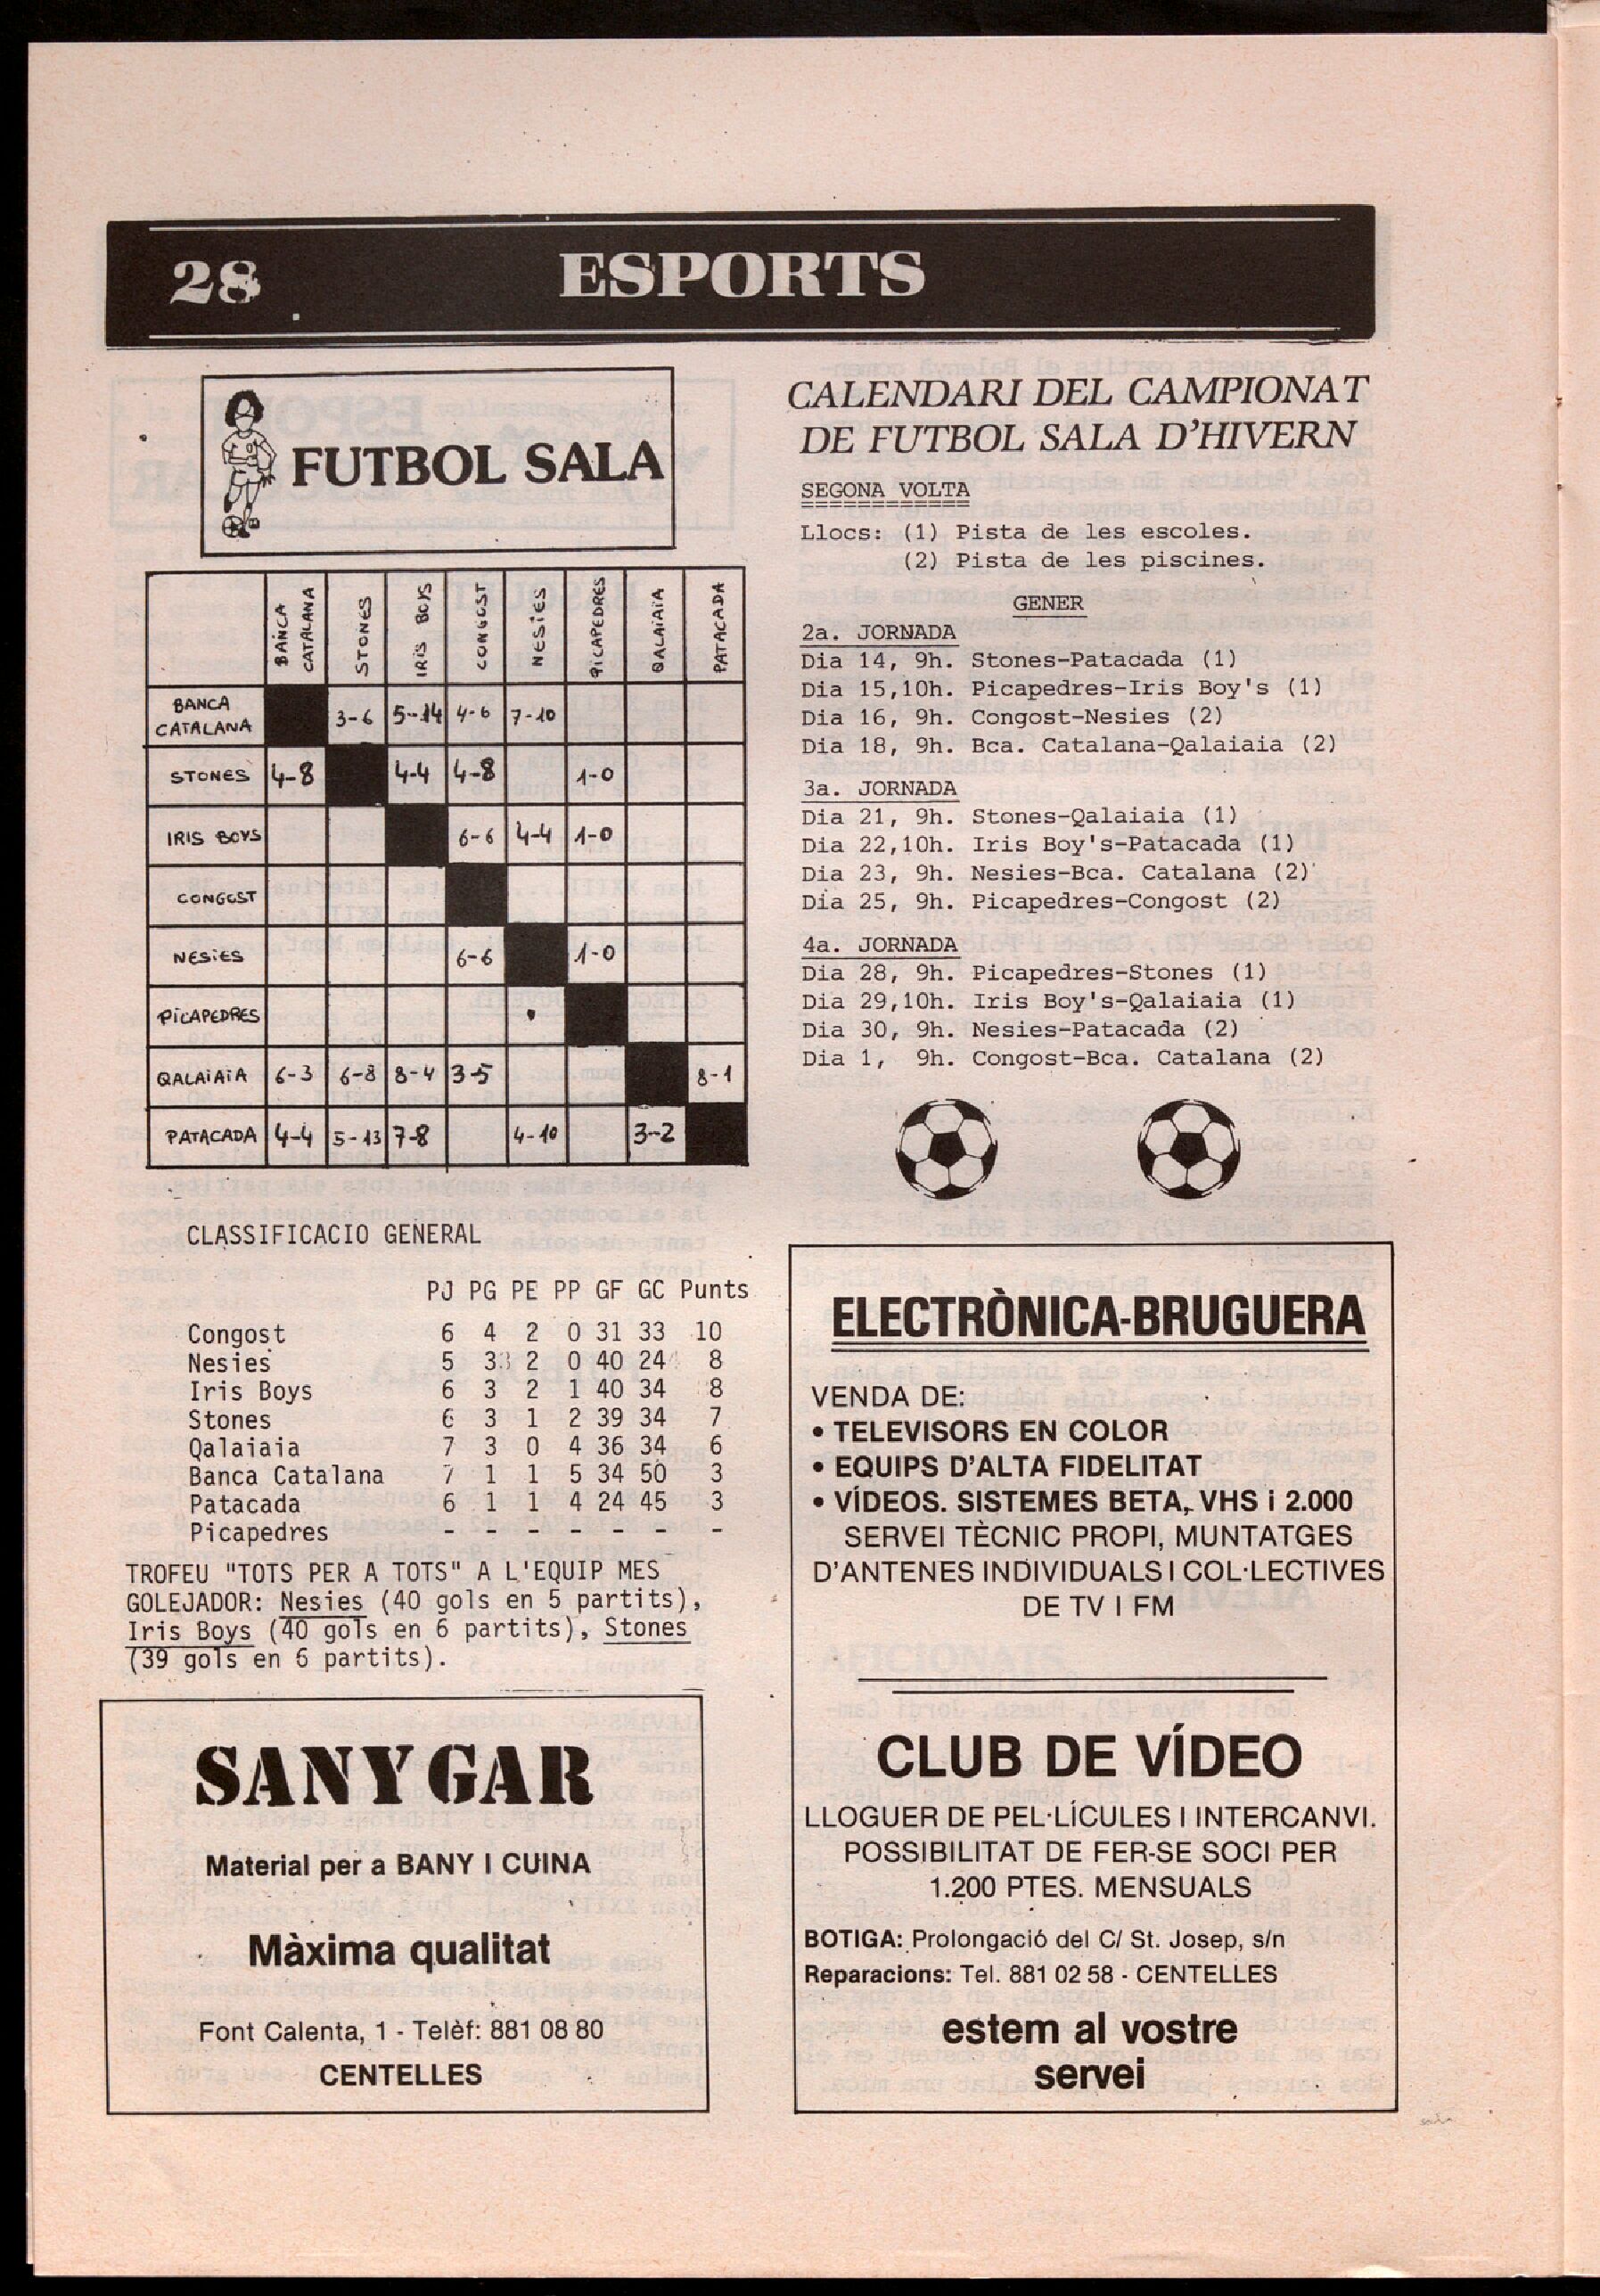 28 ESPORTS
FUTBOL SALA
BANCA CATALANA STONES IRIS BOYS CONGOST NESIES PICAPEDRES QALAIAIA PATACADA
BANCA CATALANA 3-6 5-14 4-6 7-10
STONES 4-8 4-4 4-8 1-0
IRIS BOYS 6-6 4-4 1-0
CONGOST
NESIES 6-6 1-0
PICAPEDRES
QALAIAIA 6-3 6-8 8-4 3-5 8-1
PATACADA 4-4 5-13 7-8 4-10 3-2
CLASSIFICACIO GENERAL
PJ PG PE PP GF GC Punts
Congost 6 4 2 0 31 33 10
Nesies 5 3 2 0 40 24 8
Iris Boys 6 3 2 1 40 34 8
Stones 6 3 1 2 39 34 7
Qalaiaia 7 3 0 4 36 34 6
Banca Catalana 7 1 1 5 34 50 3
Patacada 6 1 1 4 24 45 3
Picapedres - - - - - - -
TROFEU "TOTS PER A TOTS" A L'EQUIP MES
GOLEJADOR: Nesies (40 gols en 5 partits),
Iris Boys (40 gols en 6 partits), Stones
(39 gols en 6 partits).
SANYGAR
Material per a BANY I CUINA
Màxima qualitat
Font Calenta, 1 - Telèf: 881 08 80
CENTELLES
CALENDARI DEL CAMPIONAT
DE FUTBOL SALA D'HIVERN
SEGONA VOLTA
Llocs: (1) Pista de les escoles.
(2) Pista de les piscines.
GENER
2a. JORNADA
Dia 14, 9h. Stones-Patacada (1)
Dia 15,10h. Picapedres-Iris Boy's (1)
Dia 16, 9h. Congost-Nesies (2)
Dia 18, 9h. Bca. Catalana-Qalaiaia (2)
3a. JORNADA
Dia 21, 9h. Stones-Qalaiaia (1)
Dia 22,10h. Iris Boy's-Patacada (1)
Dia 23, 9h. Nesies-Bca. Catalana (2)
Dia 25, 9h. Picapedres-Congost (2)
4a. JORNADA
Dia 28, 9h. Picapedres-Stones (1)
Dia 29,10h. Iris Boy's-Qalaiaia (1)
Dia 30, 9h. Nesies-Patacada (2)
Dia 1, 9h. Congost-Bca. Catalana (2)
ELECTRÒNICA-BRUGUERA
VENDA DE:
• TELEVISORS EN COLOR
• EQUIPS D'ALTA FIDELITAT
• VÍDEOS. SISTEMES BETA, VHS i 2.000
SERVEI TÈCNIC PROPI, MUNTATGES
D'ANTENES INDIVIDUALS I COL·LECTIVES
DE TV I FM
CLUB DE VÍDEO
LLOGUER DE PEL·LÍCULES I INTERCANVI.
POSSIBILITAT DE FER-SE SOCI PER
1.200 PTES. MENSUALS
BOTIGA: Prolongació del C/ St. Josep, s/n
Reparacions: Tel. 881 02 58 - CENTELLES
estem al vostre
servei